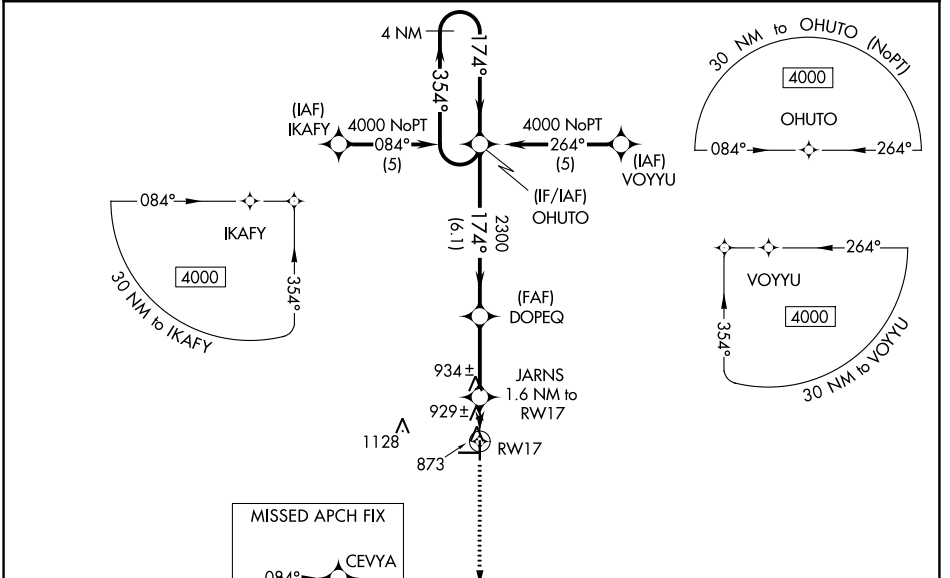 4 NM
174°
354°
(IAF)
IKAFY
4000 NoPT
084°
(5)
4000 NoPT
264°
(5)
(IAF)
VOYYU
(IF/IAF)
OHUTO
30 NM to OHUTO (NoPT)
4000
OHUTO
084°
264°
084°
IKAFY
4000
354°
30 NM to IKAFY
2300
174°
(6.1)
264°
VOYYU
4000
354°
30 NM to VOYYU
(FAF)
DOPEQ
934±
JARNS
1.6 NM to
RW17
929±
1128
873
RW17
MISSED APCH FIX
CEVYA
084°